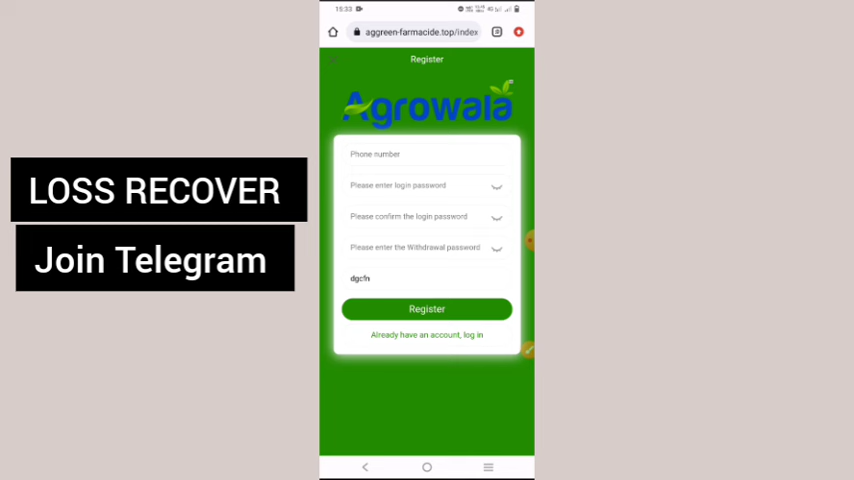 LOSS RECOVER
Join Telegram
15:33
aggreen-farmacide.top/index
Register
Agrowala
Phone number
Please enter login password
Please confirm the login password
Please enter the Withdrawal password
dgcfn
Register
Already have an account, log in